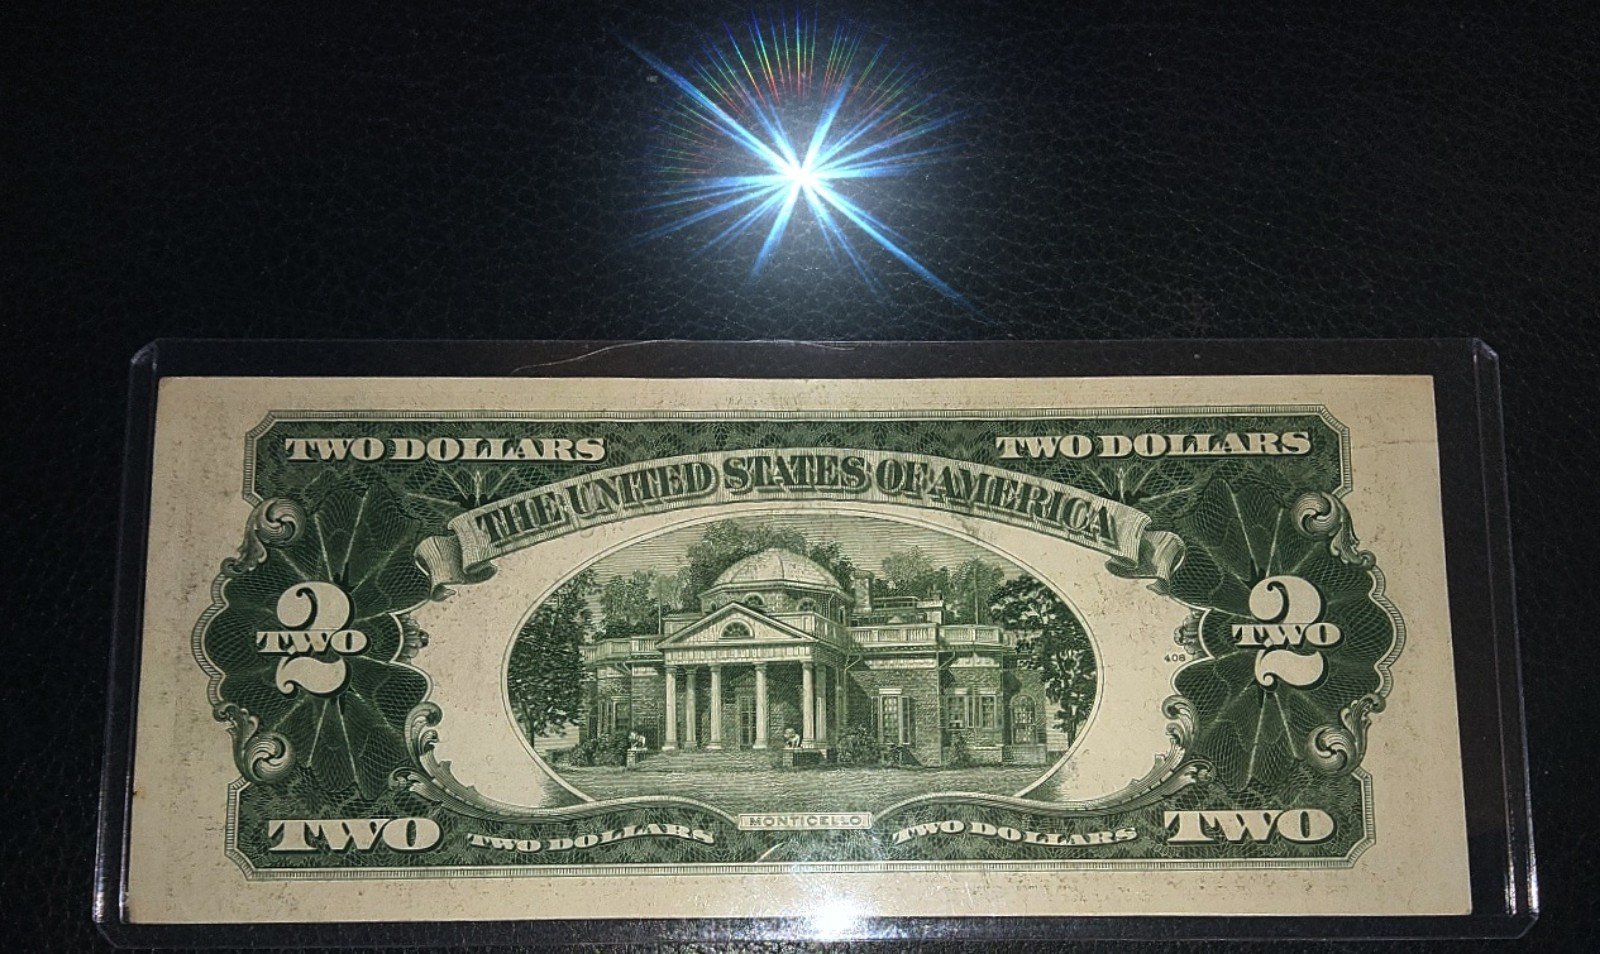 TWO DOLLARS
TWO DOLLARS
THE UNITED STATES OF AMERICA
2
TWO
2
TWO
408
TWO
TWO DOLLARS
MONTICELLO
TWO DOLLARS
TWO